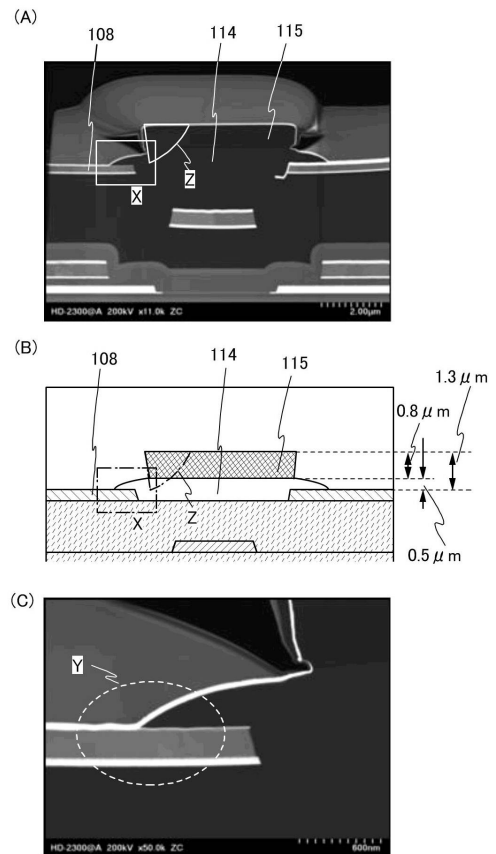 (A)
108
114
115
X
Z
HD-2300@A 200kV x11.0k ZC
2.00μm
(B)
108
114
115
1.3μm
0.8μm
X
Z
0.5μm
(C)
Y
HD-2300@A 200kV x50.0k ZC
600nm